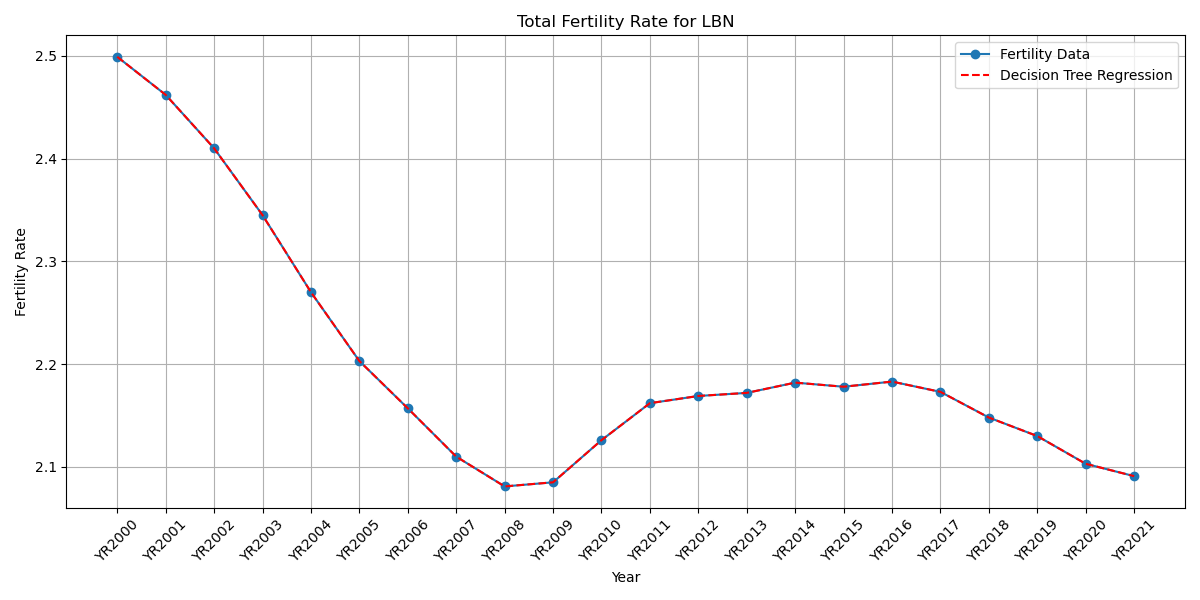 Total Fertility Rate for LBN
Fertility Data
Decision Tree Regression
Fertility Rate
2.5
2.4
2.3
2.2
2.1
YR2000
YR2001
YR2002
YR2003
YR2004
YR2005
YR2006
YR2007
YR2008
YR2009
YR2010
YR2011
YR2012
YR2013
YR2014
YR2015
YR2016
YR2017
YR2018
YR2019
YR2020
YR2021
Year